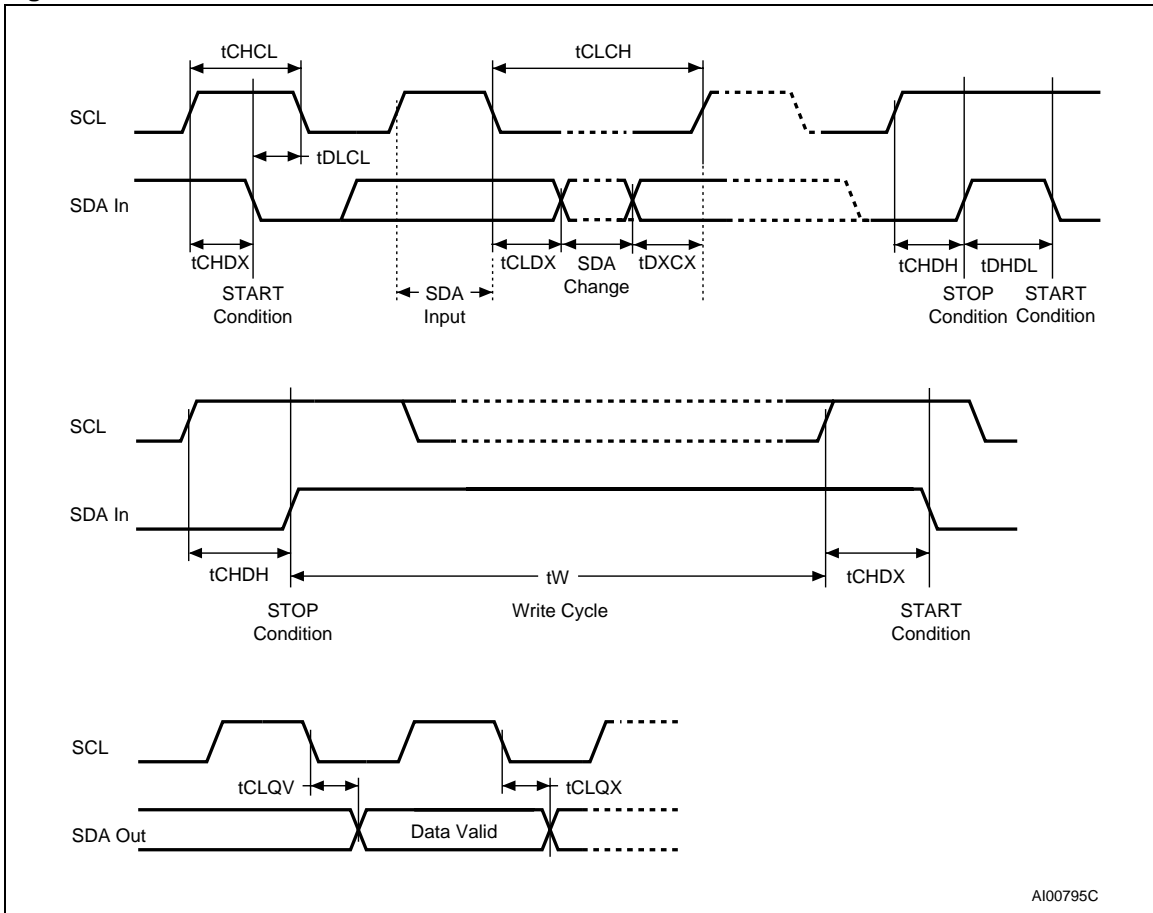 tCHCL
tCLCH
SCL
tDLCL
SDA In
tCHDX
tCLDX
SDA
Change
tDXCX
tCHDH
tDHDL
START
Condition
SDA
Input
STOP
Condition
START
Condition
SCL
SDA In
tCHDH
tW
tCHDX
STOP
Condition
Write Cycle
START
Condition
SCL
tCLQV
tCLQX
SDA Out
Data Valid
AI00795C